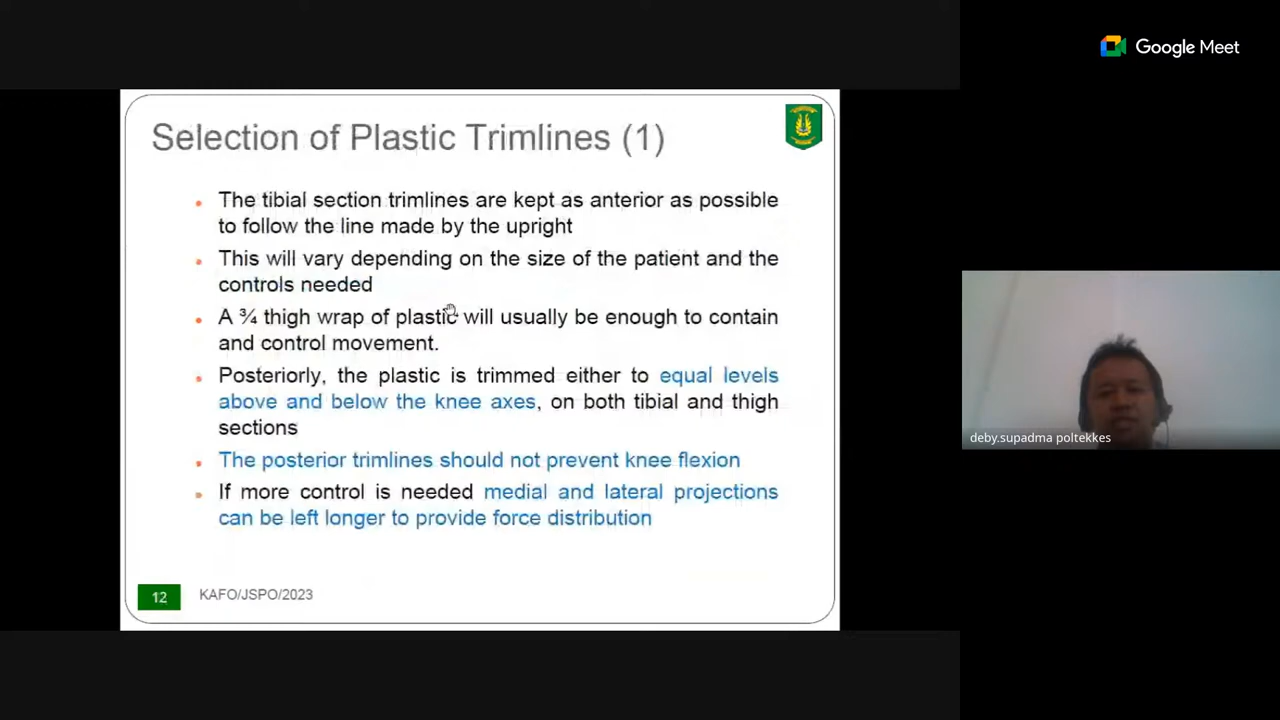 Google Meet
Selection of Plastic Trimlines (1)
• The tibial section trimlines are kept as anterior as possible
to follow the line made by the upright
• This will vary depending on the size of the patient and the
controls needed
• A ¾ thigh wrap of plastic will usually be enough to contain
and control movement.
• Posteriorly, the plastic is trimmed either to equal levels
above and below the knee axes, on both tibial and thigh
sections
• The posterior trimlines should not prevent knee flexion
• If more control is needed medial and lateral projections
can be left longer to provide force distribution
12
KAFO/JSPO/2023
deby.supadma poltekkes